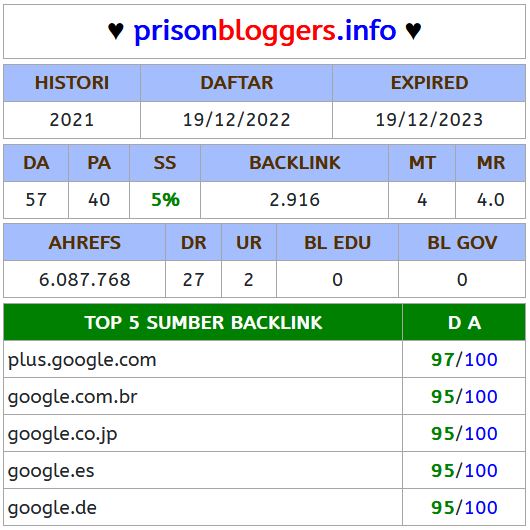 ♥ prisonbloggers.info ♥
HISTORI DAFTAR EXPIRED
2021 19/12/2022 19/12/2023
DA PA SS BACKLINK MT MR
57 40 5% 2.916 4 4.0
AHREFS DR UR BL EDU BL GOV
6.087.768 27 2 0 0
TOP 5 SUMBER BACKLINK D A
plus.google.com 97/100
google.com.br 95/100
google.co.jp 95/100
google.es 95/100
google.de 95/100